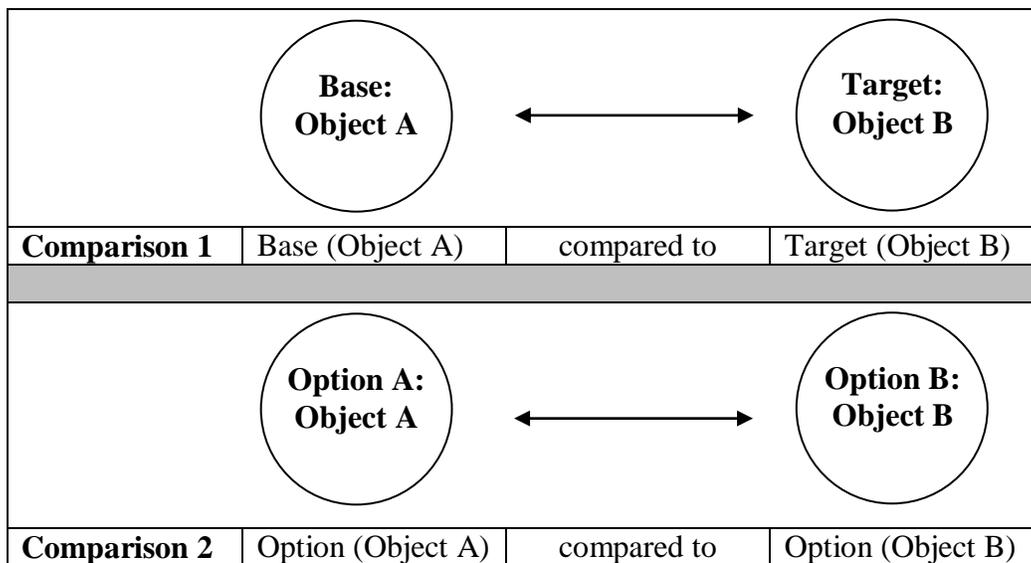 Base:
Object A
Target:
Object B
Comparison 1 Base (Object A) compared to Target (Object B)
Option A:
Object A
Option B:
Object B
Comparison 2 Option (Object A) compared to Option (Object B)